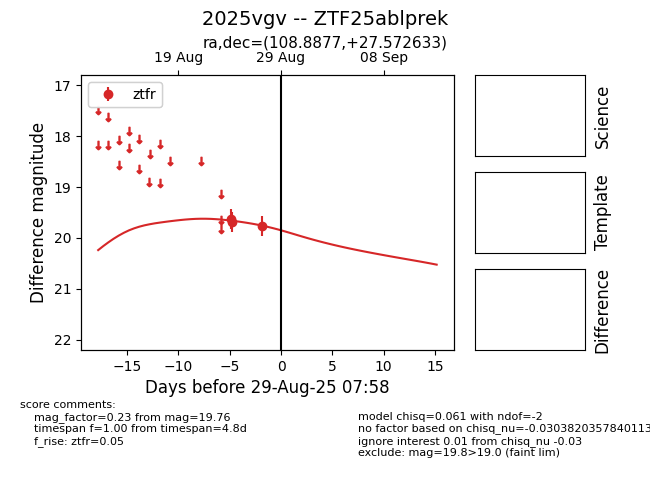 2025vgv -- ZTF25ablprek
ra,dec=(108.8877,+27.572633)
19 Aug 29 Aug 08 Sep
ztfr
17
18
19
20
21
22
Difference magnitude
−15 −10 −5 0 5 10 15
Days before 29-Aug-25 07:58
Science
Template
Difference
score comments:
mag_factor=0.23 from mag=19.76
timespan f=1.00 from timespan=4.8d
f_rise: ztfr=0.05
model chisq=0.061 with ndof=-2
no factor based on chisq_nu=-0.0303820357840113
ignore interest 0.01 from chisq_nu -0.03
exclude: mag=19.8>19.0 (faint lim)